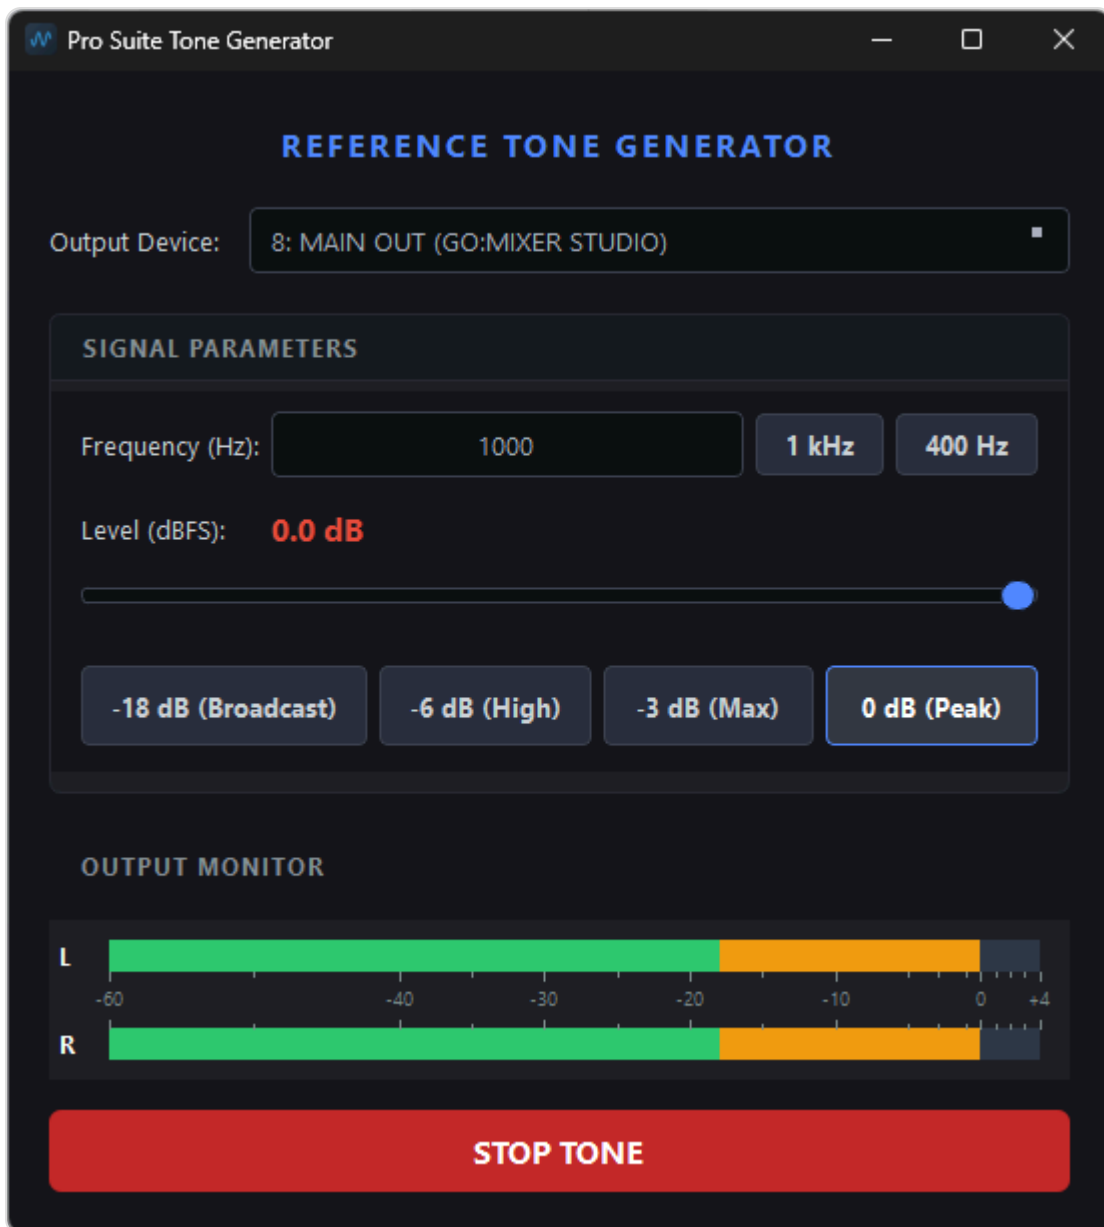 Pro Suite Tone Generator
REFERENCE TONE GENERATOR
Output Device: 8: MAIN OUT (GO:MIXER STUDIO)
SIGNAL PARAMETERS
Frequency (Hz): 1000 1 kHz 400 Hz
Level (dBFS): 0.0 dB
-18 dB (Broadcast) -6 dB (High) -3 dB (Max) 0 dB (Peak)
OUTPUT MONITOR
L
-60 -40 -30 -20 -10 0 +4
R
STOP TONE